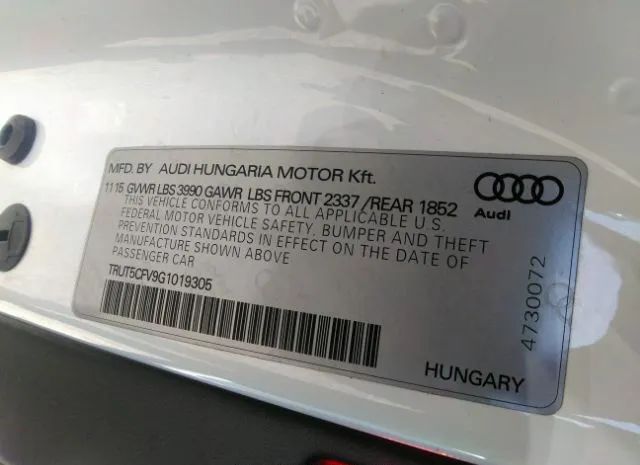 MFD. BY AUDI HUNGARIA MOTOR Kft.
1115 GVWR LBS 3990 GAWR LBS FRONT 2337 /REAR 1852
THIS VEHICLE CONFORMS TO ALL APPLICABLE U.S.
FEDERAL MOTOR VEHICLE SAFETY, BUMPER AND THEFT
PREVENTION STANDARDS IN EFFECT ON THE DATE OF
MANUFACTURE SHOWN ABOVE
PASSENGER CAR
TRUT5CFV9G1019305
Audi
4730072
HUNGARY